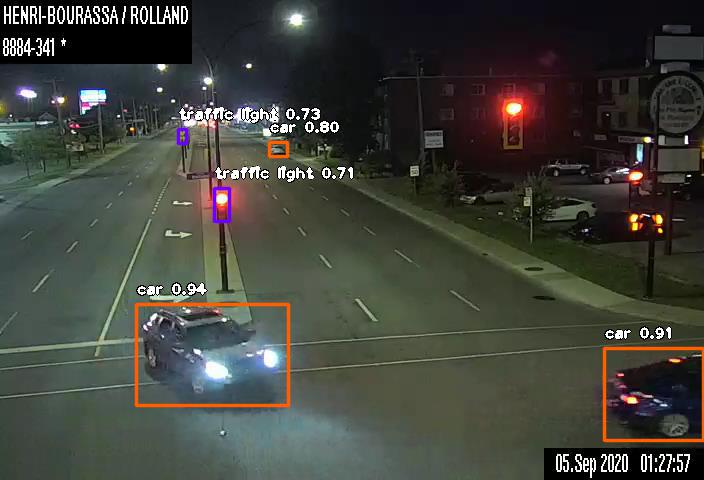 HENRI-BOURASSA / ROLLAND
8884-341 *
traffic light 0.73
car 0.80
traffic light 0.71
car 0.94
car 0.91
05.Sep 2020 01:27:57